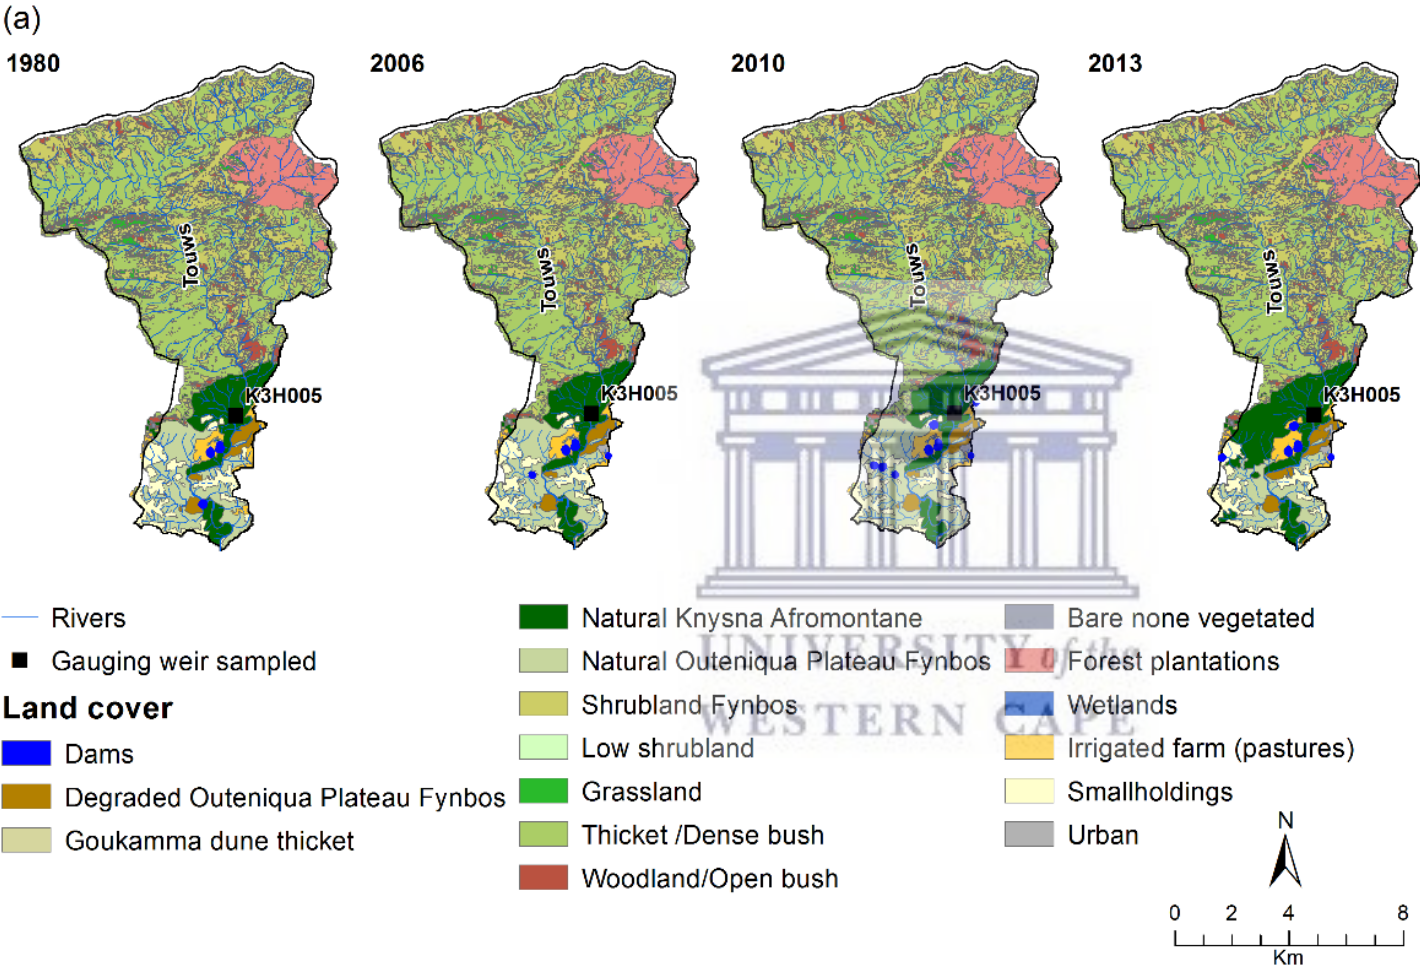 (a)
1980
2006
2010
2013
Touws
Touws
Touws
Touws
K3H005
K3H005
K3H005
K3H005
Rivers
Gauging weir sampled
Land cover
Dams
Degraded Outeniqua Plateau Fynbos
Goukamma dune thicket
Natural Knysna Afromontane
Natural Outeniqua Plateau Fynbos
Shrubland Fynbos
Low shrubland
Grassland
Thicket /Dense bush
Woodland/Open bush
Bare none vegetated
Forest plantations
Wetlands
Irrigated farm (pastures)
Smallholdings
Urban
UNIVERSITY of the
WESTERN CAPE
N
0 2 4 8
Km